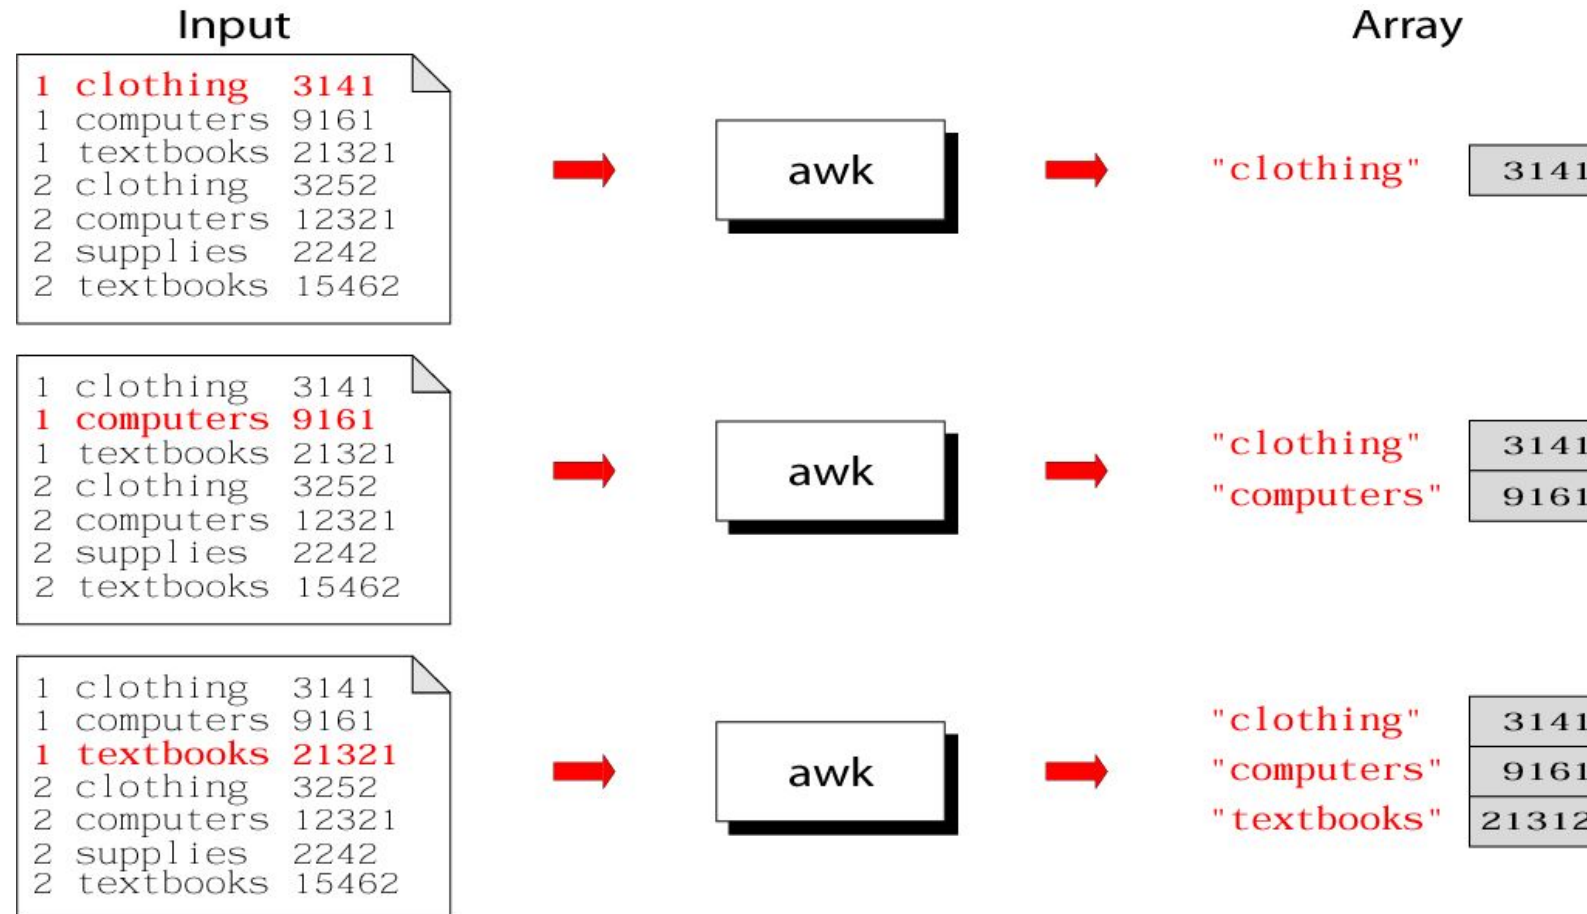 Input
Array
1 clothing 3141
1 computers 9161
1 textbooks 21321
2 clothing 3252
2 computers 12321
2 supplies 2242
2 textbooks 15462
awk
"clothing" 3141
1 clothing 3141
1 computers 9161
1 textbooks 21321
2 clothing 3252
2 computers 12321
2 supplies 2242
2 textbooks 15462
awk
"clothing" 3141
"computers" 9161
1 clothing 3141
1 computers 9161
1 textbooks 21321
2 clothing 3252
2 computers 12321
2 supplies 2242
2 textbooks 15462
awk
"clothing" 3141
"computers" 9161
"textbooks" 21312